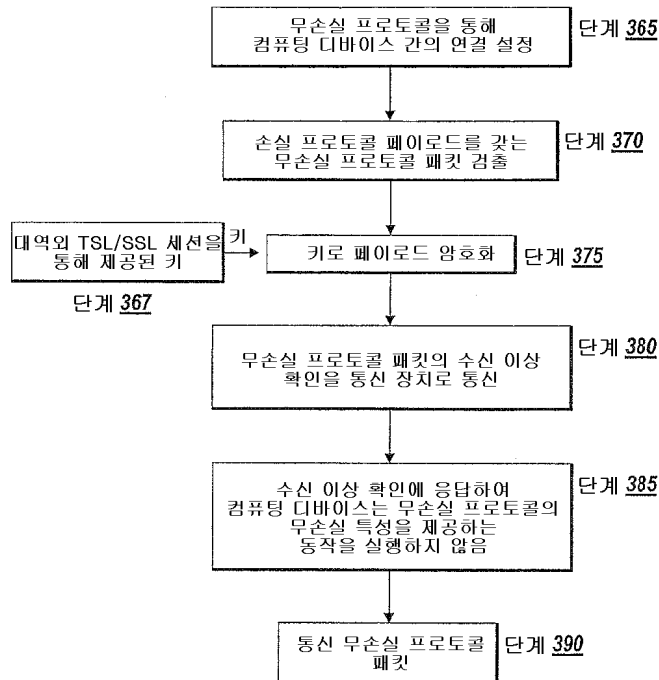 무손실 프로토콜을 통해
컴퓨팅 디바이스 간의 연결 설정
단계 365
손실 프로토콜 페이로드를 갖는
무손실 프로토콜 패킷 검출
단계 370
대역외 TSL/SSL 세션을
통해 제공된 키
키
단계 367
키로 페이로드 암호화
단계 375
무손실 프로토콜 패킷의 수신 이상
확인을 통신 장치로 통신
단계 380
수신 이상 확인에 응답하여
컴퓨팅 디바이스는 무손실 프로토콜의
무손실 특성을 제공하는
동작을 실행하지 않음
단계 385
통신 무손실 프로토콜
패킷
단계 390